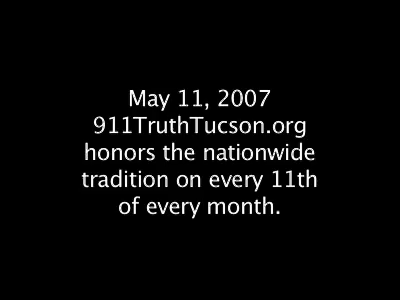 May 11, 2007
911TruthTucson.org
honors the nationwide
tradition on every 11th
of every month.